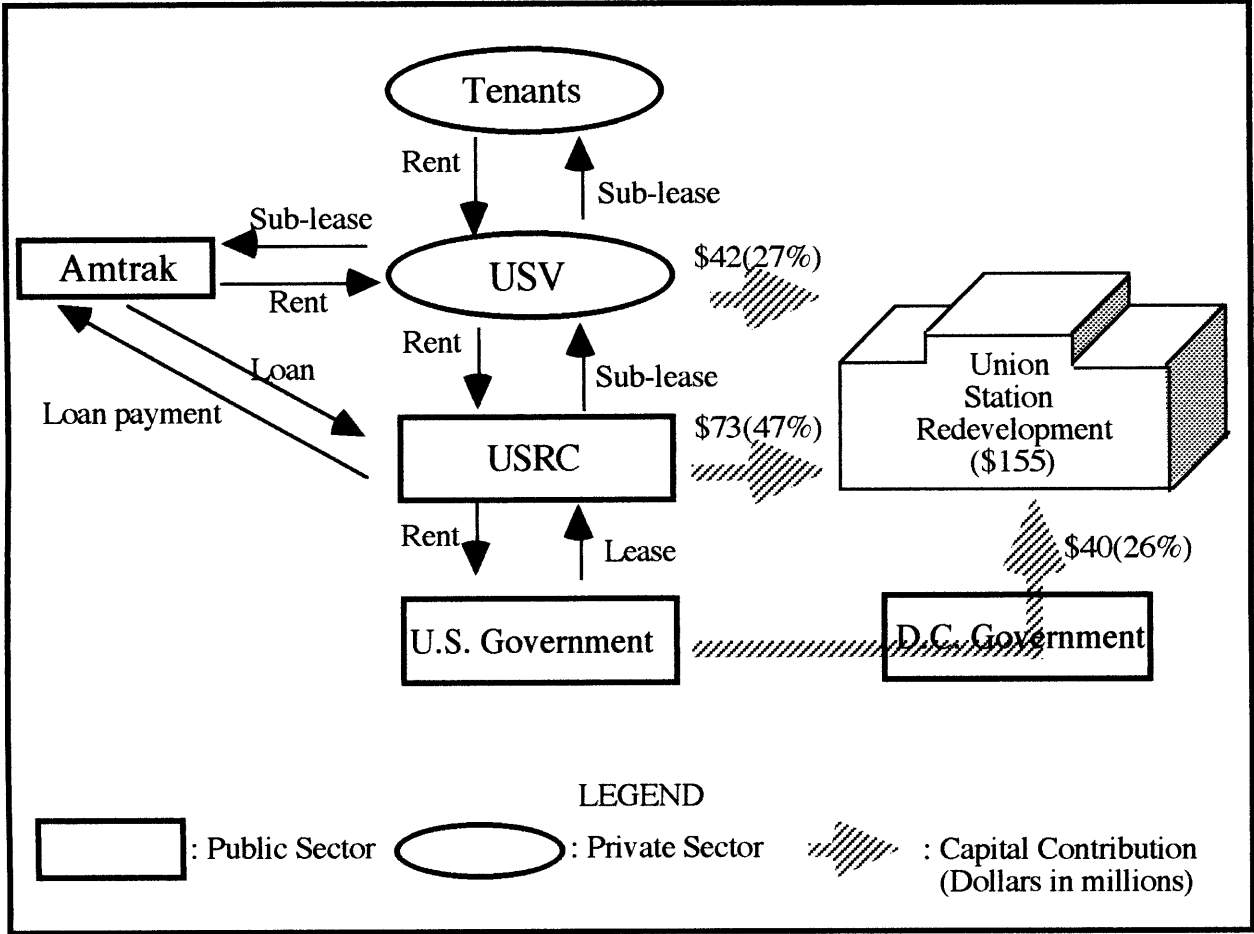 Tenants
Rent
Sub-lease
Sub-lease
$42(27%)
Amtrak
USV
Rent
Rent
Sub-lease
Loan
Loan payment
$73(47%)
USRC
Union
Station
Redevelopment
($155)
Rent
Lease
$40(26%)
U.S. Government
D.C. Government
LEGEND
: Public Sector
: Private Sector
: Capital Contribution
(Dollars in millions)